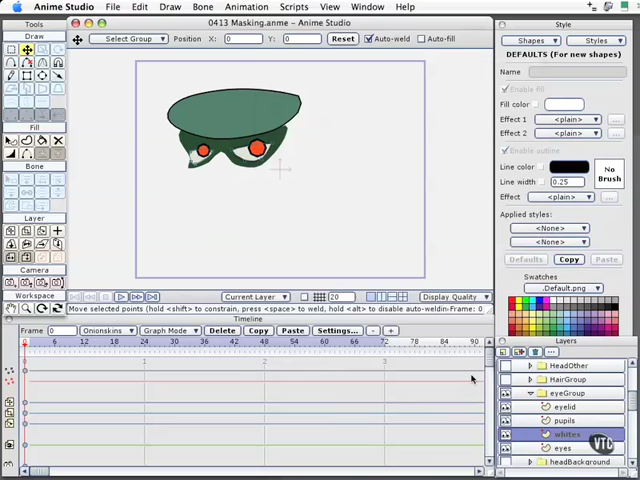 Anime Studio File Edit Draw Bone Animation Scripts View Window Help
Tools
0413 Masking.anme - Anime Studio
Style
Draw
Select Group Position X: 0 Y: 0 Reset Auto-weld Auto-fill
Shapes Styles
DEFAULTS (For new shapes)
Name
Enable fill
Fill color
Effect 1 <plain> ...
Effect 2 <plain> ...
Fill
Enable outline
Line color
No Brush
Line width 0.25
Bone
Effect <plain> ...
Applied styles:
Layer
<None>
<None>
Defaults Copy Paste
Camera
Swatches
.Default.png
Workspace
Current Layer 20 Display Quality
Move selected points (hold <shift> to constrain, press <space> to weld, hold <alt> to disable auto-weldin Frame: 0
Timeline
Frame 0 Onionskins Graph Mode Delete Copy Paste Settings... - +
0 6 12 18 24 30 36 42 48 54 60 66 72 78 84 90
0 1 2 3
Layers
HeadOther
HairGroup
eyeGroup
eyelid
pupils
whites
eyes
headBackground
VTC